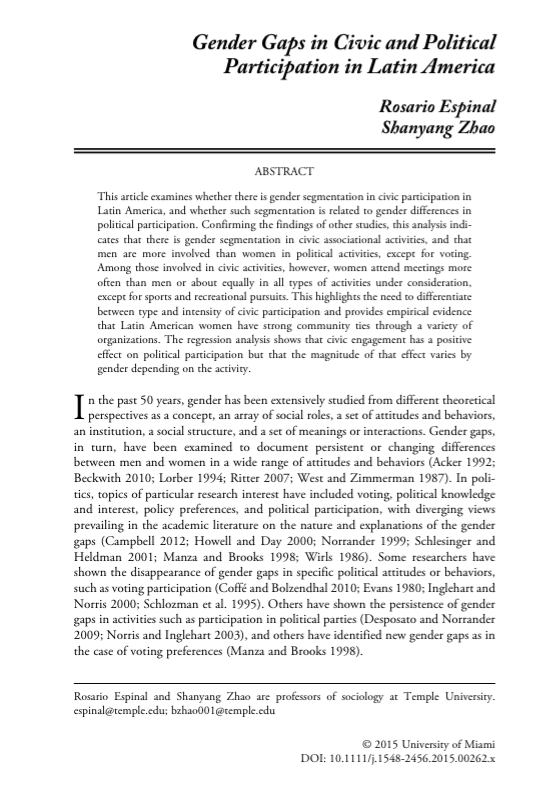 Gender Gaps in Civic and Political
Participation in Latin America
Rosario Espinal
Shanyang Zhao
ABSTRACT
This article examines whether there is gender segmentation in civic participation in
Latin America, and whether such segmentation is related to gender differences in
political participation. Confirming the findings of other studies, this analysis indi-
cates that there is gender segmentation in civic associational activities, and that
men are more involved than women in political activities, except for voting.
Among those involved in civic activities, however, women attend meetings more
often than men or about equally in all types of activities under consideration,
except for sports and recreational pursuits. This highlights the need to differentiate
between type and intensity of civic participation and provides empirical evidence
that Latin American women have strong community ties through a variety of
organizations. The regression analysis shows that civic engagement has a positive
effect on political participation but that the magnitude of that effect varies by
gender depending on the activity.
In the past 50 years, gender has been extensively studied from different theoretical
perspectives as a concept, an array of social roles, a set of attitudes and behaviors,
an institution, a social structure, and a set of meanings or interactions. Gender gaps,
in turn, have been examined to document persistent or changing differences
between men and women in a wide range of attitudes and behaviors (Acker 1992;
Beckwith 2010; Lorber 1994; Ritter 2007; West and Zimmerman 1987). In poli-
tics, topics of particular research interest have included voting, political knowledge
and interest, policy preferences, and political participation, with diverging views
prevailing in the academic literature on the nature and explanations of the gender
gaps (Campbell 2012; Howell and Day 2000; Norrander 1999; Schlesinger and
Heldman 2001; Manza and Brooks 1998; Wirls 1986). Some researchers have
shown the disappearance of gender gaps in specific political attitudes or behaviors,
such as voting participation (Coffé and Bolzendhal 2010; Evans 1980; Inglehart and
Norris 2000; Schlozman et al. 1995). Others have shown the persistence of gender
gaps in activities such as participation in political parties (Desposato and Norrander
2009; Norris and Inglehart 2003), and others have identified new gender gaps as in
the case of voting preferences (Manza and Brooks 1998).
Rosario Espinal and Shanyang Zhao are professors of sociology at Temple University.
espinal@temple.edu; bzhao001@temple.edu
© 2015 University of Miami
DOI: 10.1111/j.1548-2456.2015.00262.x